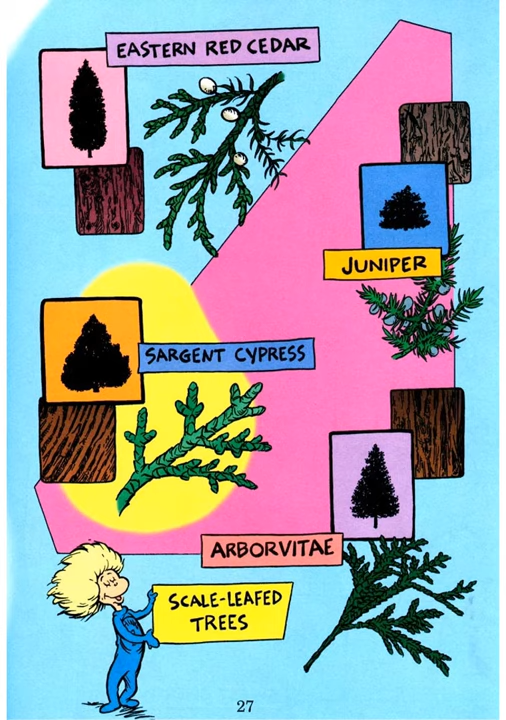 EASTERN RED CEDAR
JUNIPER
SARGENT CYPRESS
ARBORVITAE
SCALE-LEAFED
TREES
27